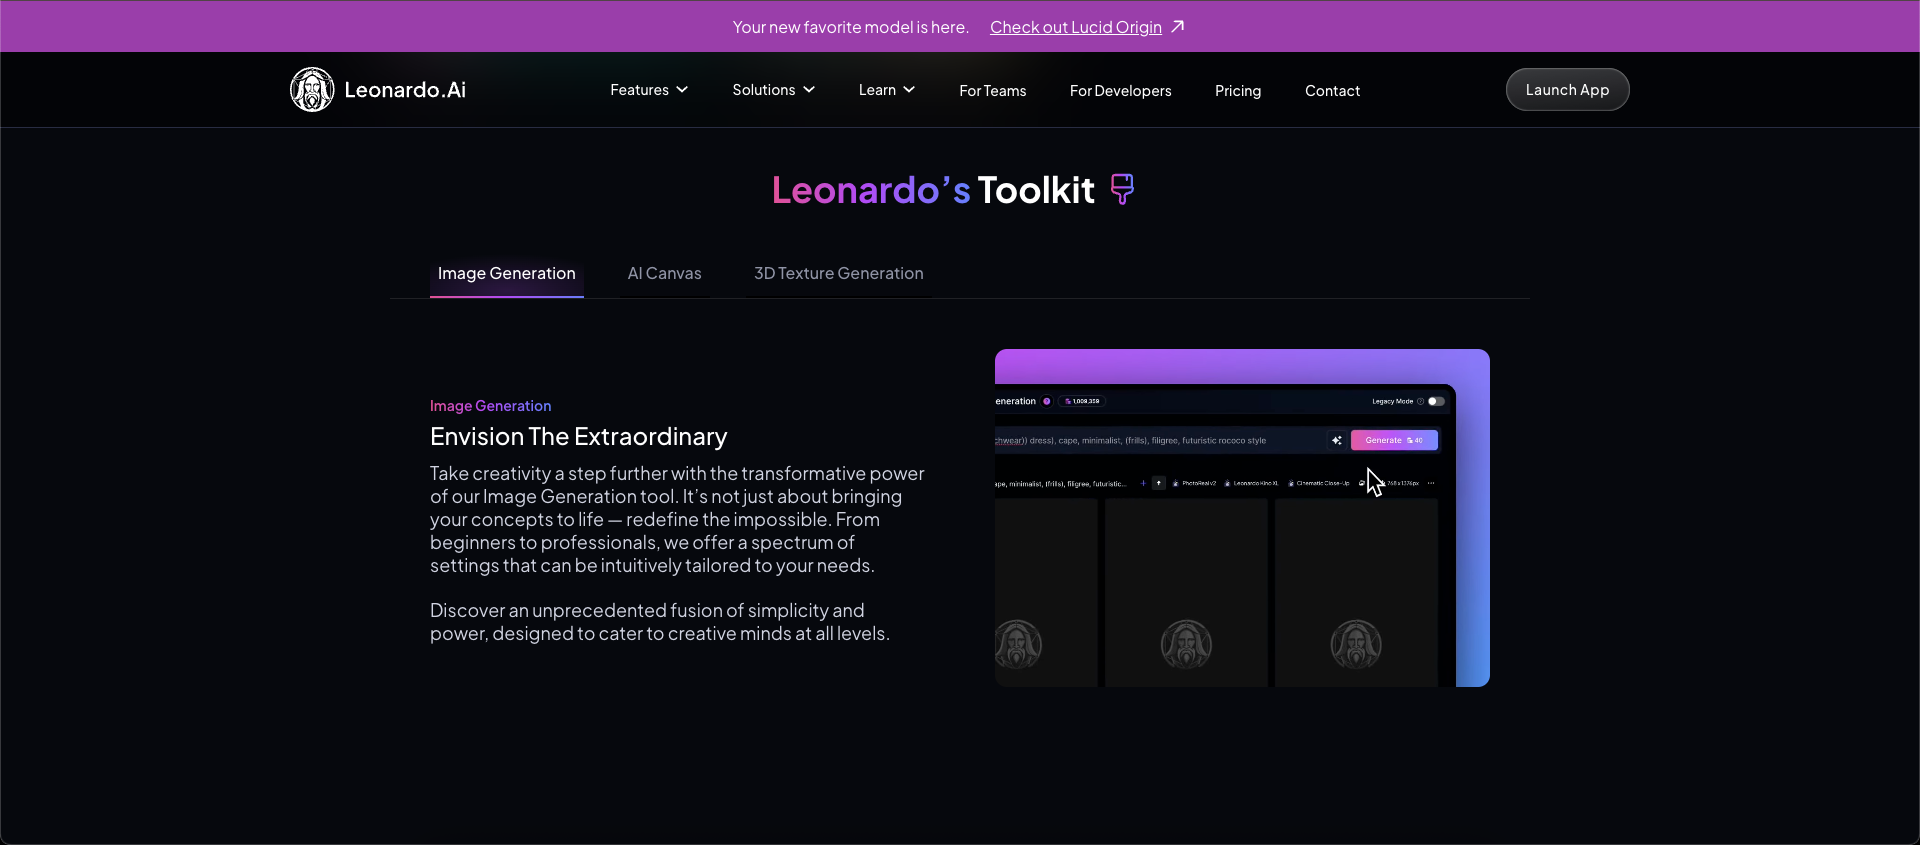 Your new favorite model is here. Check out Lucid Origin
Leonardo.Ai
Features
Solutions
Learn
For Teams
For Developers
Pricing
Contact
Launch App
Leonardo’s Toolkit
Image Generation
AI Canvas
3D Texture Generation
Image Generation
Envision The Extraordinary
Take creativity a step further with the transformative power
of our Image Generation tool. It’s not just about bringing
your concepts to life — redefine the impossible. From
beginners to professionals, we offer a spectrum of
settings that can be intuitively tailored to your needs.
Discover an unprecedented fusion of simplicity and
power, designed to cater to creative minds at all levels.
eneration
1,009,359
Legacy Mode
chwear)) dress), cape, minimalist, (frills), filigree, futuristic rococo style
Generate 40
ape, minimalist, (frills), filigree, futuristic...
PhotoReal v2
Leonardo Kino XL
Cinematic Close-Up
768 x 1376px